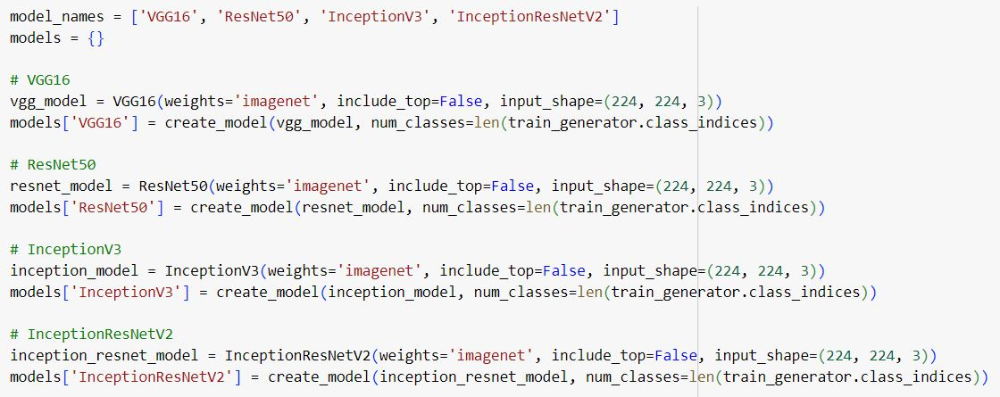 model_names = ['VGG16', 'ResNet50', 'InceptionV3', 'InceptionResNetV2']
models = {}
# VGG16
vgg_model = VGG16(weights='imagenet', include_top=False, input_shape=(224, 224, 3))
models['VGG16'] = create_model(vgg_model, num_classes=len(train_generator.class_indices))
# ResNet50
resnet_model = ResNet50(weights='imagenet', include_top=False, input_shape=(224, 224, 3))
models['ResNet50'] = create_model(resnet_model, num_classes=len(train_generator.class_indices))
# InceptionV3
inception_model = InceptionV3(weights='imagenet', include_top=False, input_shape=(224, 224, 3))
models['InceptionV3'] = create_model(inception_model, num_classes=len(train_generator.class_indices))
# InceptionResNetV2
inception_resnet_model = InceptionResNetV2(weights='imagenet', include_top=False, input_shape=(224, 224, 3))
models['InceptionResNetV2'] = create_model(inception_resnet_model, num_classes=len(train_generator.class_indices))